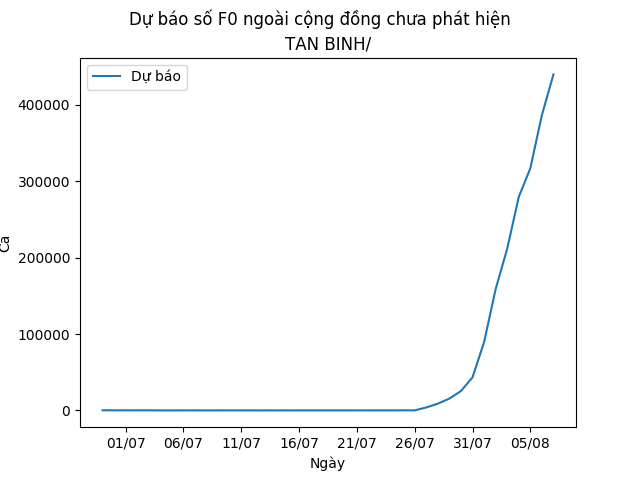 Dự báo số F0 ngoài cộng đồng chưa phát hiện
TAN BINH/
Dự báo
400000
300000
200000
100000
0
Ca
01/07 06/07 11/07 16/07 21/07 26/07 31/07 05/08
Ngày